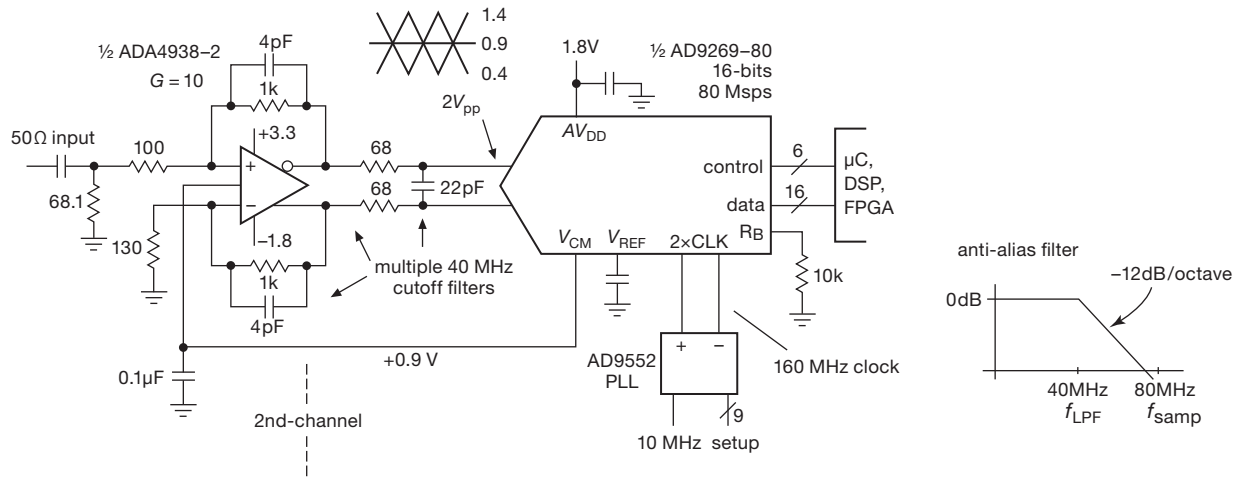 ½ ADA4938–2
G = 10
4pF
1k
1.4
0.9
0.4
2Vpp
1.8V
½ AD9269–80
16-bits
80 Msps
50Ω input
100
68.1
130
+3.3
+
−
–1.8
1k
4pF
68
68
22pF
multiple 40 MHz
cutoff filters
AVDD
control
6
data
16
RB
10k
μC,
DSP,
FPGA
VCM
VREF
2×CLK
+0.9 V
0.1μF
2nd-channel
AD9552
PLL
+ −
160 MHz clock
9
10 MHz setup
anti-alias filter
–12dB/octave
0dB
40MHz
fLPF
80MHz
fsamp